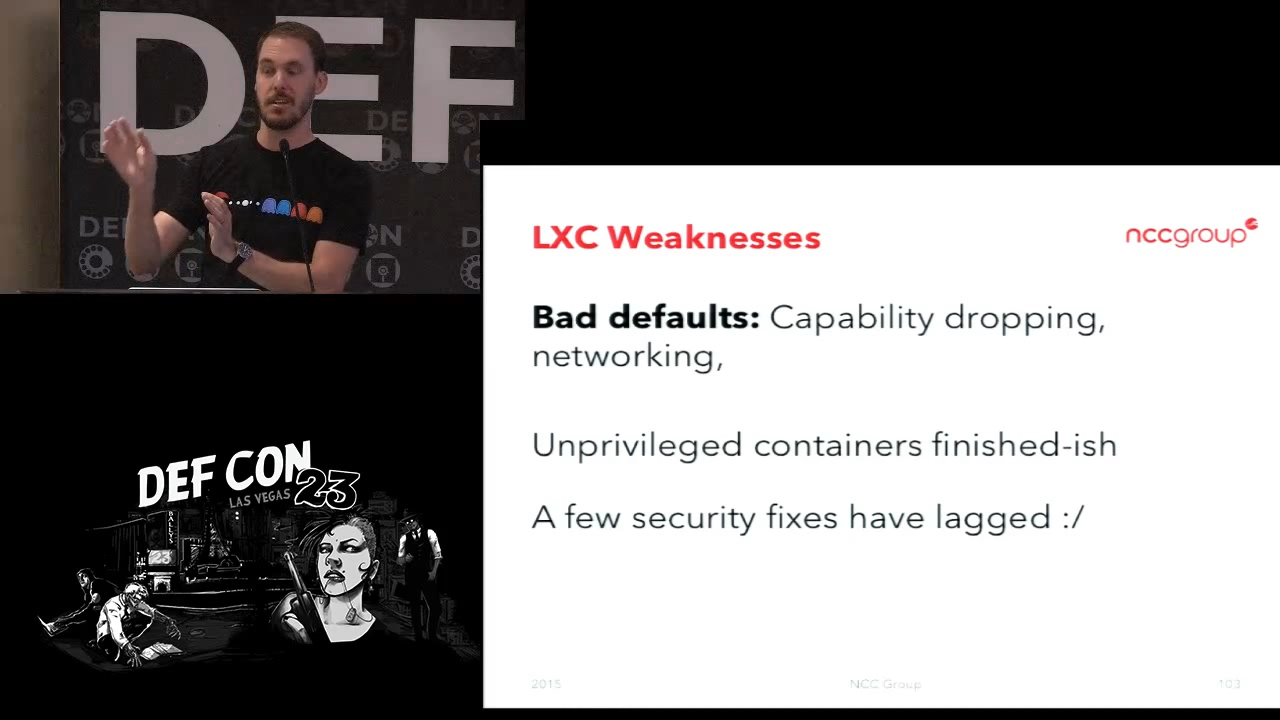 DEF
DEF CON
LAS VEGAS 23
LXC Weaknesses
nccgroup
Bad defaults: Capability dropping,
networking,
Unprivileged containers finished-ish
A few security fixes have lagged :/
2015
NCC Group
103